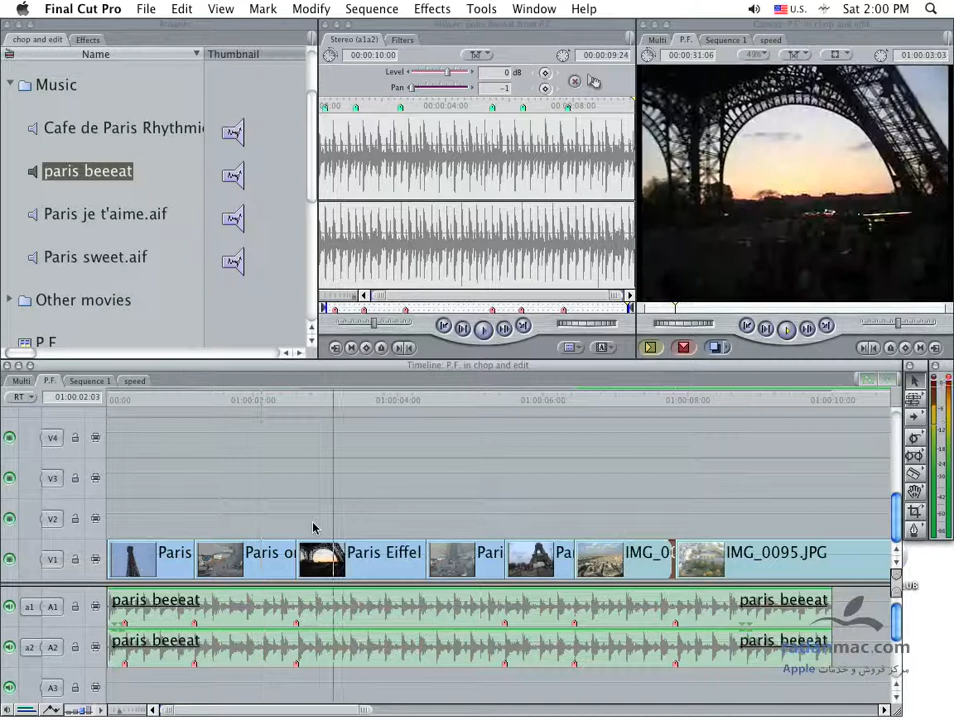 Final Cut Pro File Edit View Mark Modify Sequence Effects Tools Window Help U.S. Sat 2:00 PM
chop and edit Effects
Name Thumbnail
Music
Cafe de Paris Rhythmi
paris beeeat
Paris je t'aime.aif
Paris sweet.aif
Other movies
P.F
Stereo (a1a2) Filters
00:00:10:00 00:00:09:24
Level 0 dB
Pan -1
00:00:04:00 00:00:08:00
Multi P.F. Sequence 1 speed
00:00:31:06 49% 01:00:03:03
Timeline: P.F. in chop and edit
Multi P.F. Sequence 1 speed
RT 01:00:02:03 00:00 01:00:02:00 01:00:04:00 01:00:06:00 01:00:08:00 01:00:10:00
V4
V3
V2
V1 Paris Paris o Paris Eiffel Pari Pa IMG_0 IMG_0095.JPG
a1 A1 paris beeeat paris beeeat
a2 A2 paris beeeat paris beeeat
A3
nmac.com
مرکز فروش و خدمات Apple